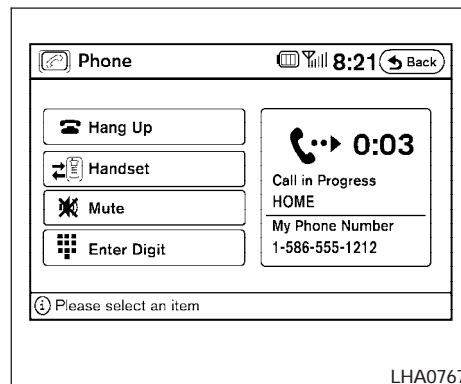 Phone 8:21 Back
Hang Up
Handset
Mute
Enter Digit
0:03
Call in Progress
HOME
My Phone Number
1-586-555-1212
Please select an item
LHA0767